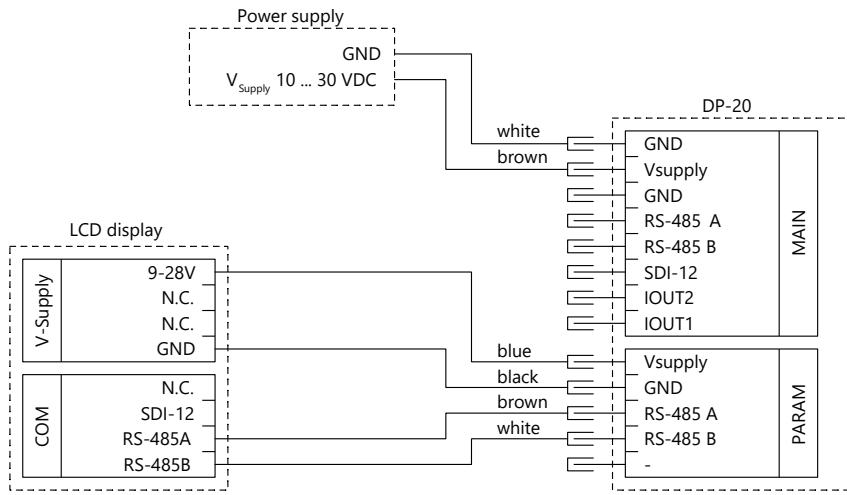 Power supply
GND
VSupply 10 ... 30 VDC
DP-20
white
brown
GND
Vsupply
GND
RS-485 A
RS-485 B
SDI-12
IOUT2
IOUT1
MAIN
LCD display
V-Supply
9-28V
N.C.
N.C.
GND
COM
N.C.
SDI-12
RS-485A
RS-485B
blue
black
brown
white
Vsupply
GND
RS-485 A
RS-485 B
-
PARAM